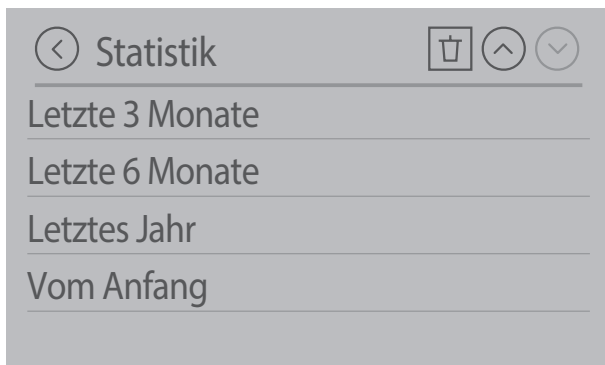 Statistik
Letzte 3 Monate
Letzte 6 Monate
Letztes Jahr
Vom Anfang